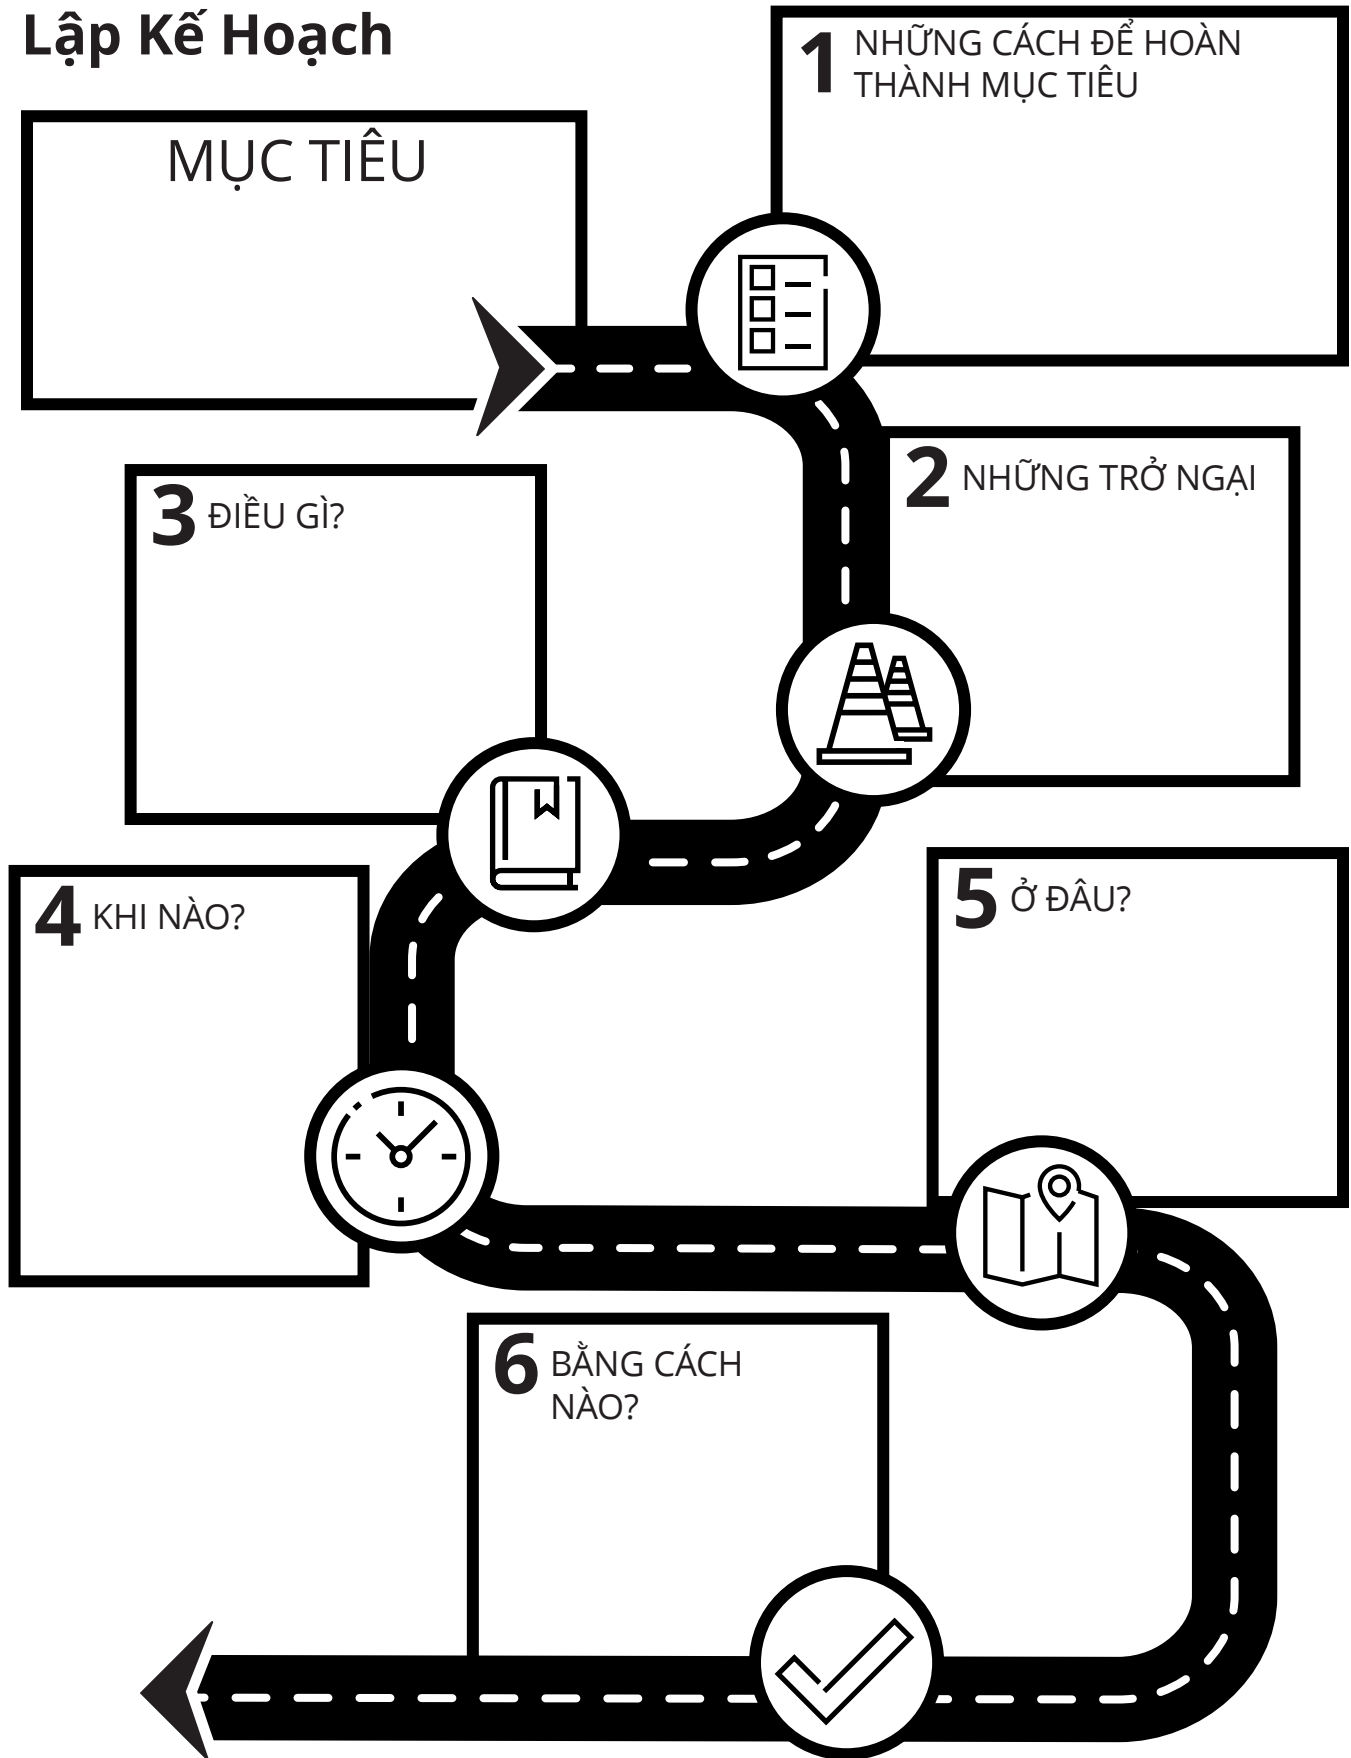 Lập Kế Hoạch
MỤC TIÊU
1 NHỮNG CÁCH ĐỂ HOÀN
THÀNH MỤC TIÊU
2 NHỮNG TRỞ NGẠI
3 ĐIỀU GÌ?
4 KHI NÀO?
5 Ở ĐÂU?
6 BẰNG CÁCH
NÀO?